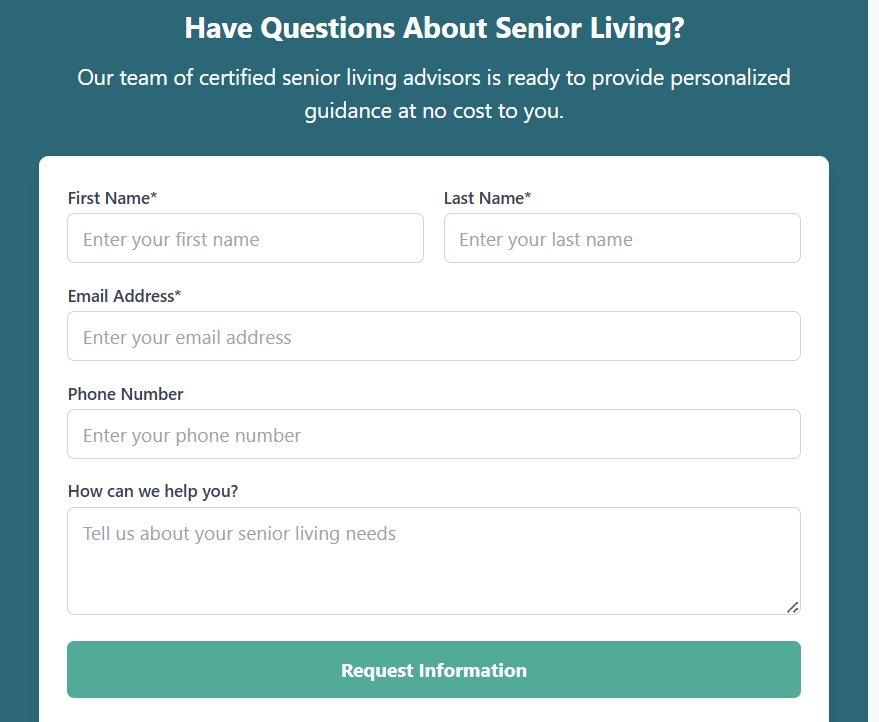 Have Questions About Senior Living?
Our team of certified senior living advisors is ready to provide personalized
guidance at no cost to you.
First Name*
Last Name*
Enter your first name
Enter your last name
Email Address*
Enter your email address
Phone Number
Enter your phone number
How can we help you?
Tell us about your senior living needs
Request Information